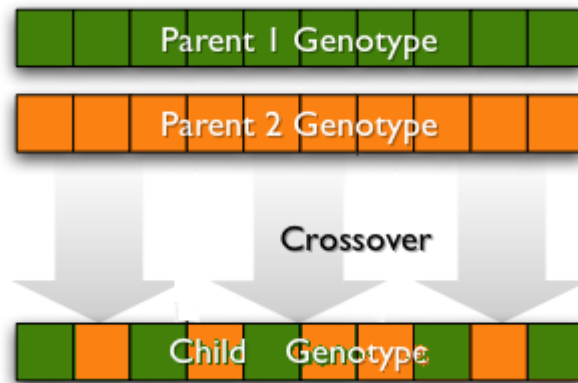 Parent 1 Genotype
Parent 2 Genotype
Crossover
Child Genotype